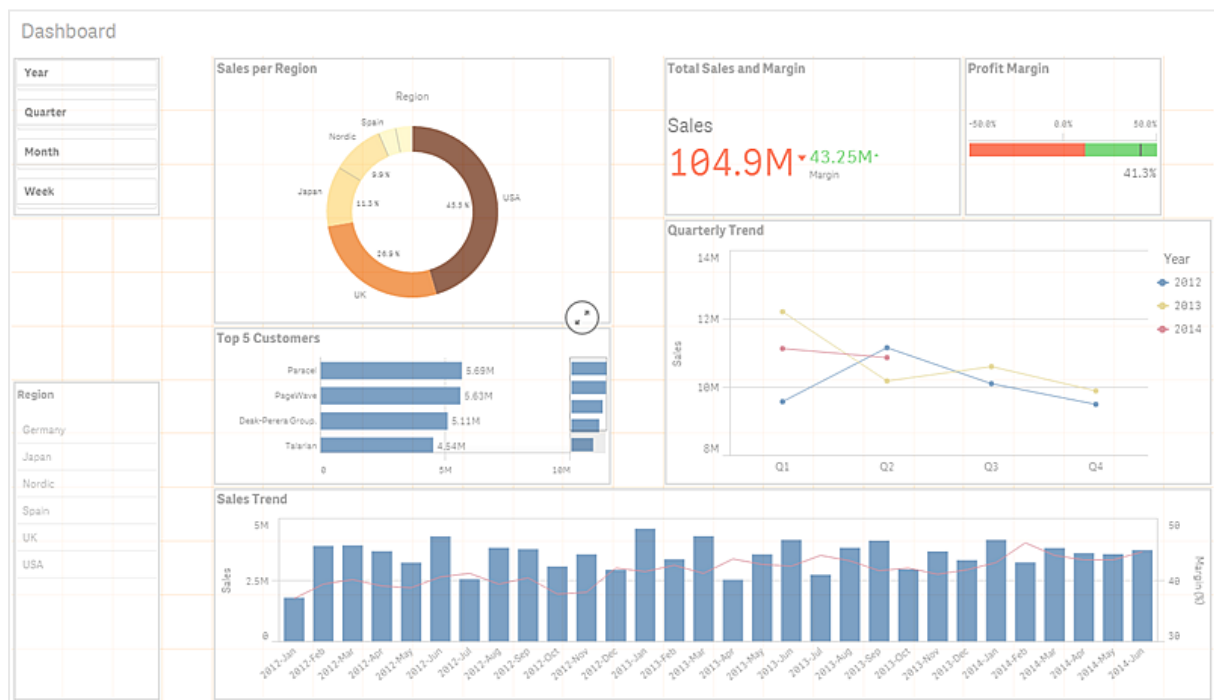 Dashboard
Year
Quarter
Month
Week
Region
Germany
Japan
Nordic
Spain
UK
USA
Sales per Region
Region
Spain
Nordic
9.9%
Japan
11.3%
45.5%
USA
26.9%
UK
Top 5 Customers
Paracel
5.69M
PageWave
5.63M
Desk-Perera Group.
5.11M
Talarian
4.54M
0
5M
10M
Total Sales and Margin
Sales
104.9M
43.25M
Margin
Profit Margin
-50.0%
0.0%
50.0%
41.3%
Quarterly Trend
14M
12M
10M
8M
Sales
Q1
Q2
Q3
Q4
Year
2012
2013
2014
Sales Trend
5M
2.5M
0
Sales
50
40
30
Margin (%)
2012-Jan
2012-Feb
2012-Mar
2012-Apr
2012-May
2012-Jun
2012-Jul
2012-Aug
2012-Sep
2012-Oct
2012-Nov
2012-Dec
2013-Jan
2013-Feb
2013-Mar
2013-Apr
2013-May
2013-Jun
2013-Jul
2013-Aug
2013-Sep
2013-Oct
2013-Nov
2013-Dec
2014-Jan
2014-Feb
2014-Mar
2014-Apr
2014-May
2014-Jun